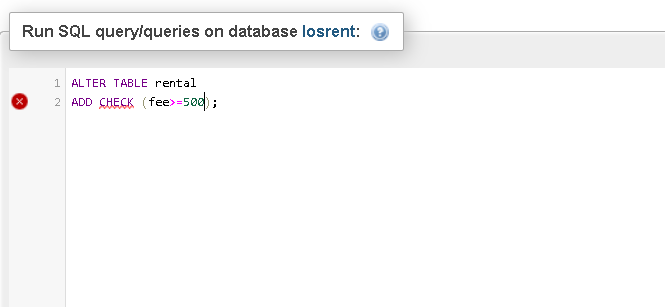 Run SQL query/queries on database losrent:
1 ALTER TABLE rental
2 ADD CHECK (fee>=500);